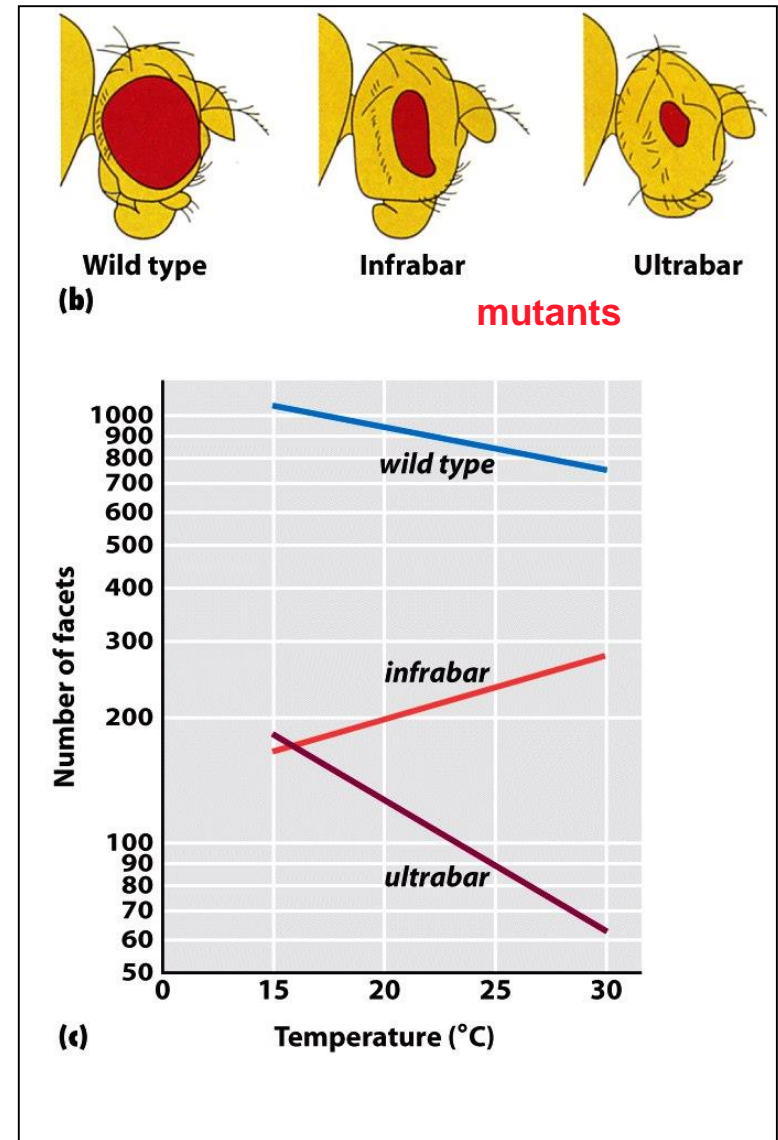 Wild type Infrabar Ultrabar
(b)
mutants
1000
900
800
700
600
500
400
300
200
100
90
80
70
60
50
Number of facets
wild type
infrabar
ultrabar
0 15 20 25 30
(c) Temperature (°C)